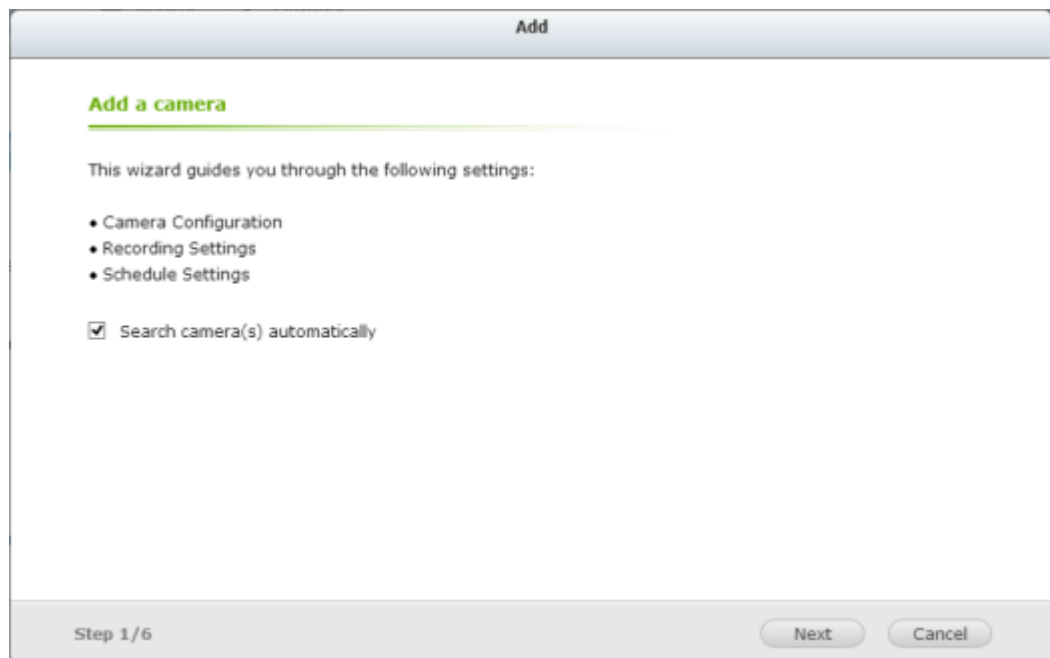 Add
Add a camera
This wizard guides you through the following settings:
• Camera Configuration
• Recording Settings
• Schedule Settings
Search camera(s) automatically
Step 1/6
Next
Cancel